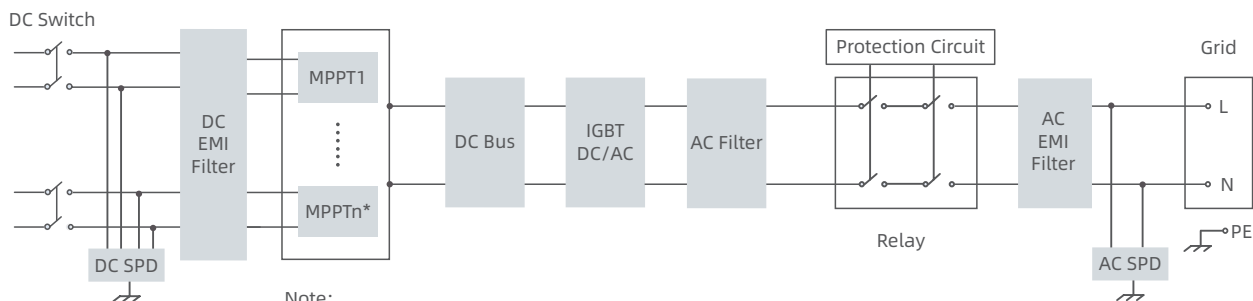 DC Switch
Protection Circuit
Grid
MPPT1
L
DC
EMI
Filter
DC Bus
IGBT
DC/AC
AC Filter
AC
EMI
Filter
MPPTn*
N
Relay
PE
DC SPD
AC SPD
Note: